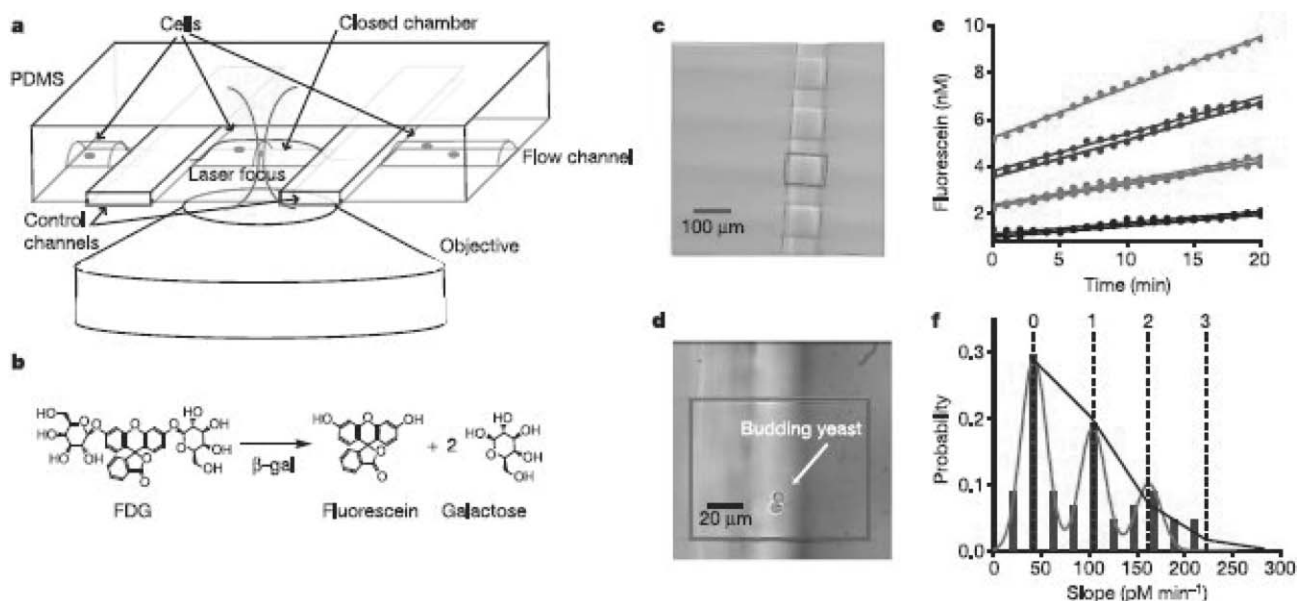 a
Cells
Closed chamber
PDMS
Flow channel
Laser focus
Control
channels
Objective
b
HO
OH
O
β-gal
+ 2
FDG
Fluorescein
Galactose
c
100 μm
d
Budding yeast
20 μm
e
Fluorescein (nM)
10
8
6
4
2
0
5
10
15
20
Time (min)
f
0
1
2
3
Probability
0.3
0.2
0.1
0.0
0
50
100
150
200
250
300
Slope (pM min⁻¹)